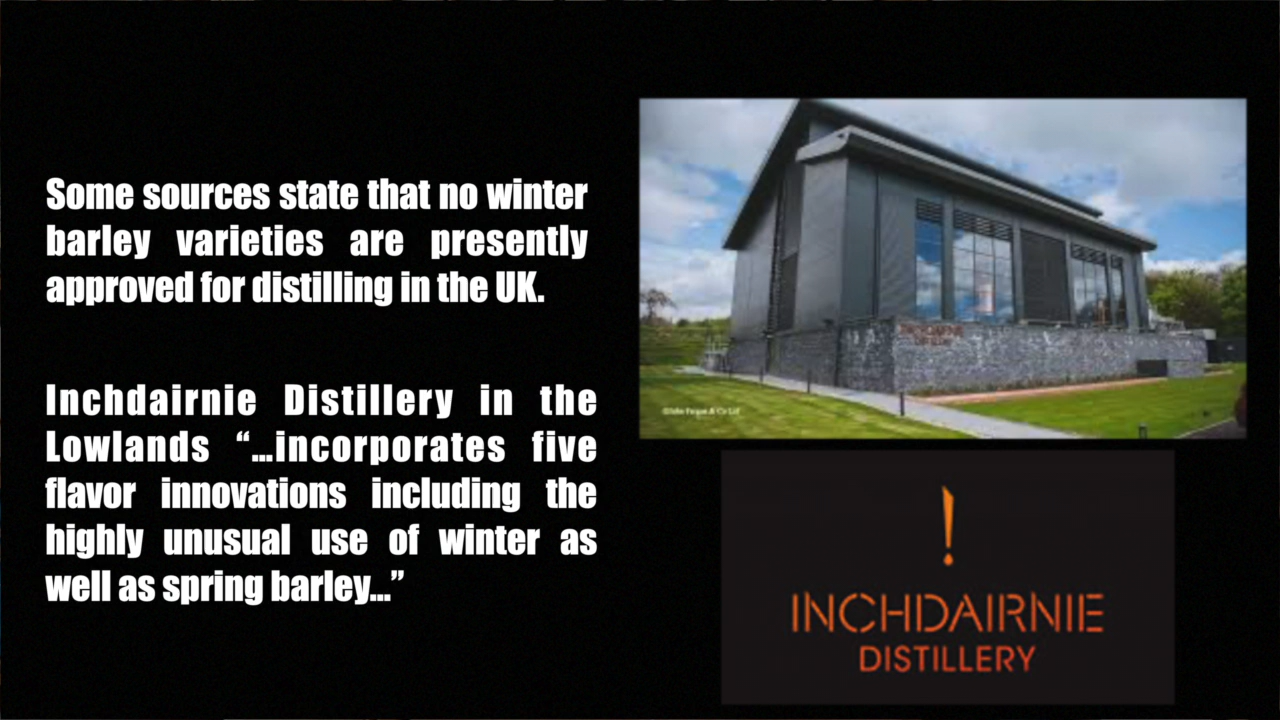 Some sources state that no winter
barley varieties are presently
approved for distilling in the UK.
Inchdairnie Distillery in the
Lowlands “...incorporates five
flavor innovations including the
highly unusual use of winter as
well as spring barley...”
INCHDAIRNIE
DISTILLERY
INCHDAIRNIE
DISTILLERY